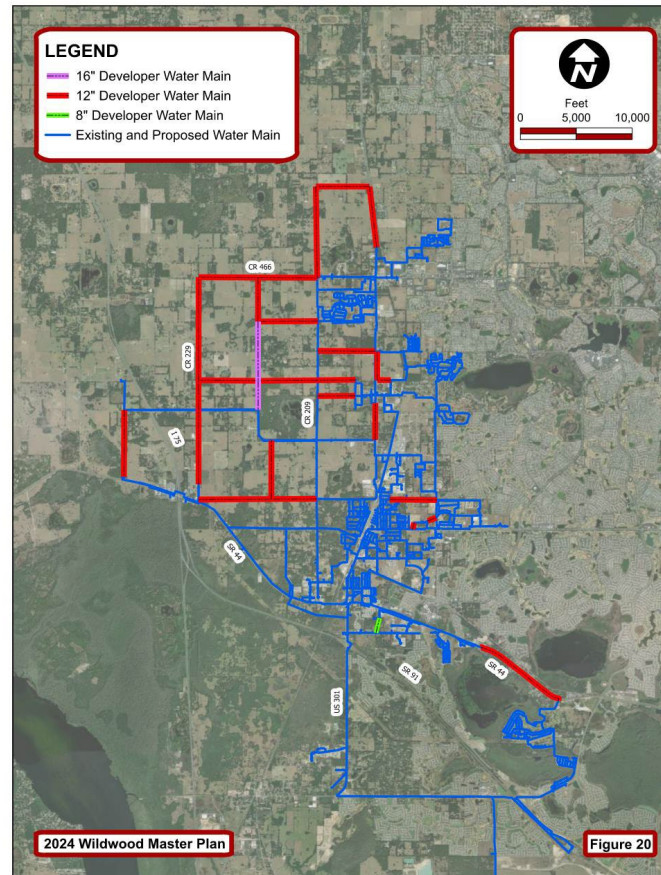 LEGEND
16" Developer Water Main
12" Developer Water Main
8" Developer Water Main
Existing and Proposed Water Main
N
Feet
0 5,000 10,000
CR 466
CR 229
CR 209
I 75
SR 44
SR 44
SR 91
US 301
2024 Wildwood Master Plan
Figure 20